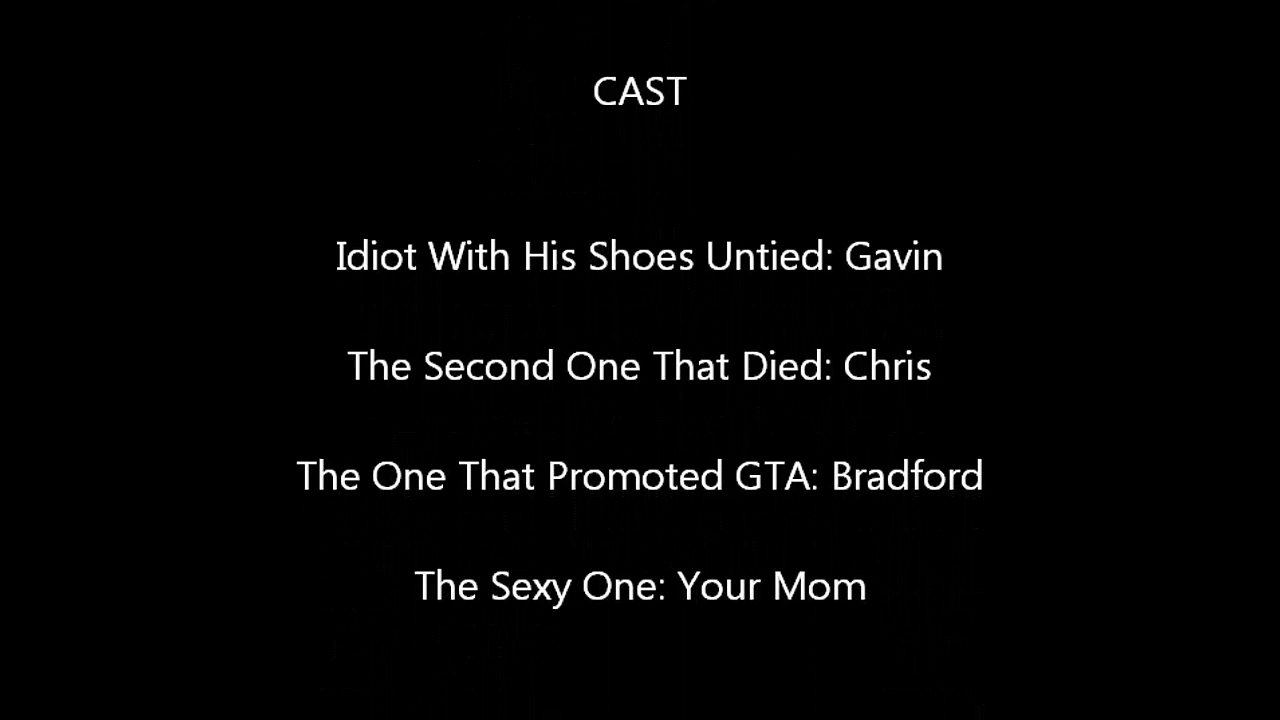 CAST
Idiot With His Shoes Untied: Gavin
The Second One That Died: Chris
The One That Promoted GTA: Bradford
The Sexy One: Your Mom